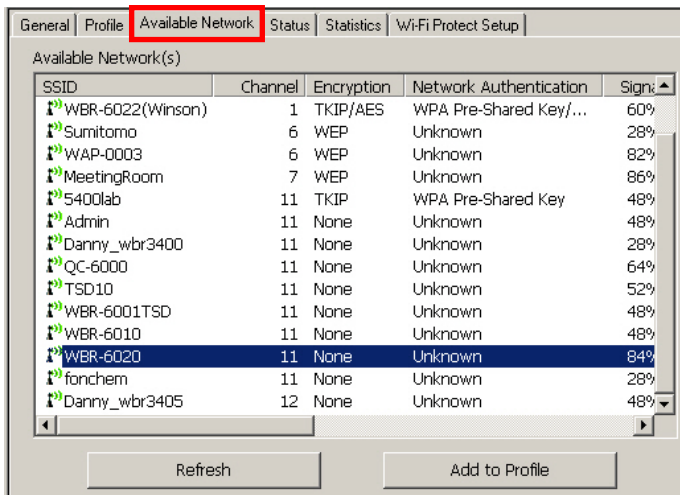 General Profile Available Network Status Statistics Wi-Fi Protect Setup
Available Network(s)
SSID Channel Encryption Network Authentication Signa
WBR-6022(Winson) 1 TKIP/AES WPA Pre-Shared Key/... 60%
Sumitomo 6 WEP Unknown 28%
WAP-0003 6 WEP Unknown 82%
MeetingRoom 7 WEP Unknown 86%
5400lab 11 TKIP WPA Pre-Shared Key 48%
Admin 11 None Unknown 48%
Danny_wbr3400 11 None Unknown 28%
QC-6000 11 None Unknown 64%
TSD10 11 None Unknown 52%
WBR-6001TSD 11 None Unknown 48%
WBR-6010 11 None Unknown 48%
WBR-6020 11 None Unknown 84%
fonchem 11 None Unknown 28%
Danny_wbr3405 12 None Unknown 48%
Refresh Add to Profile